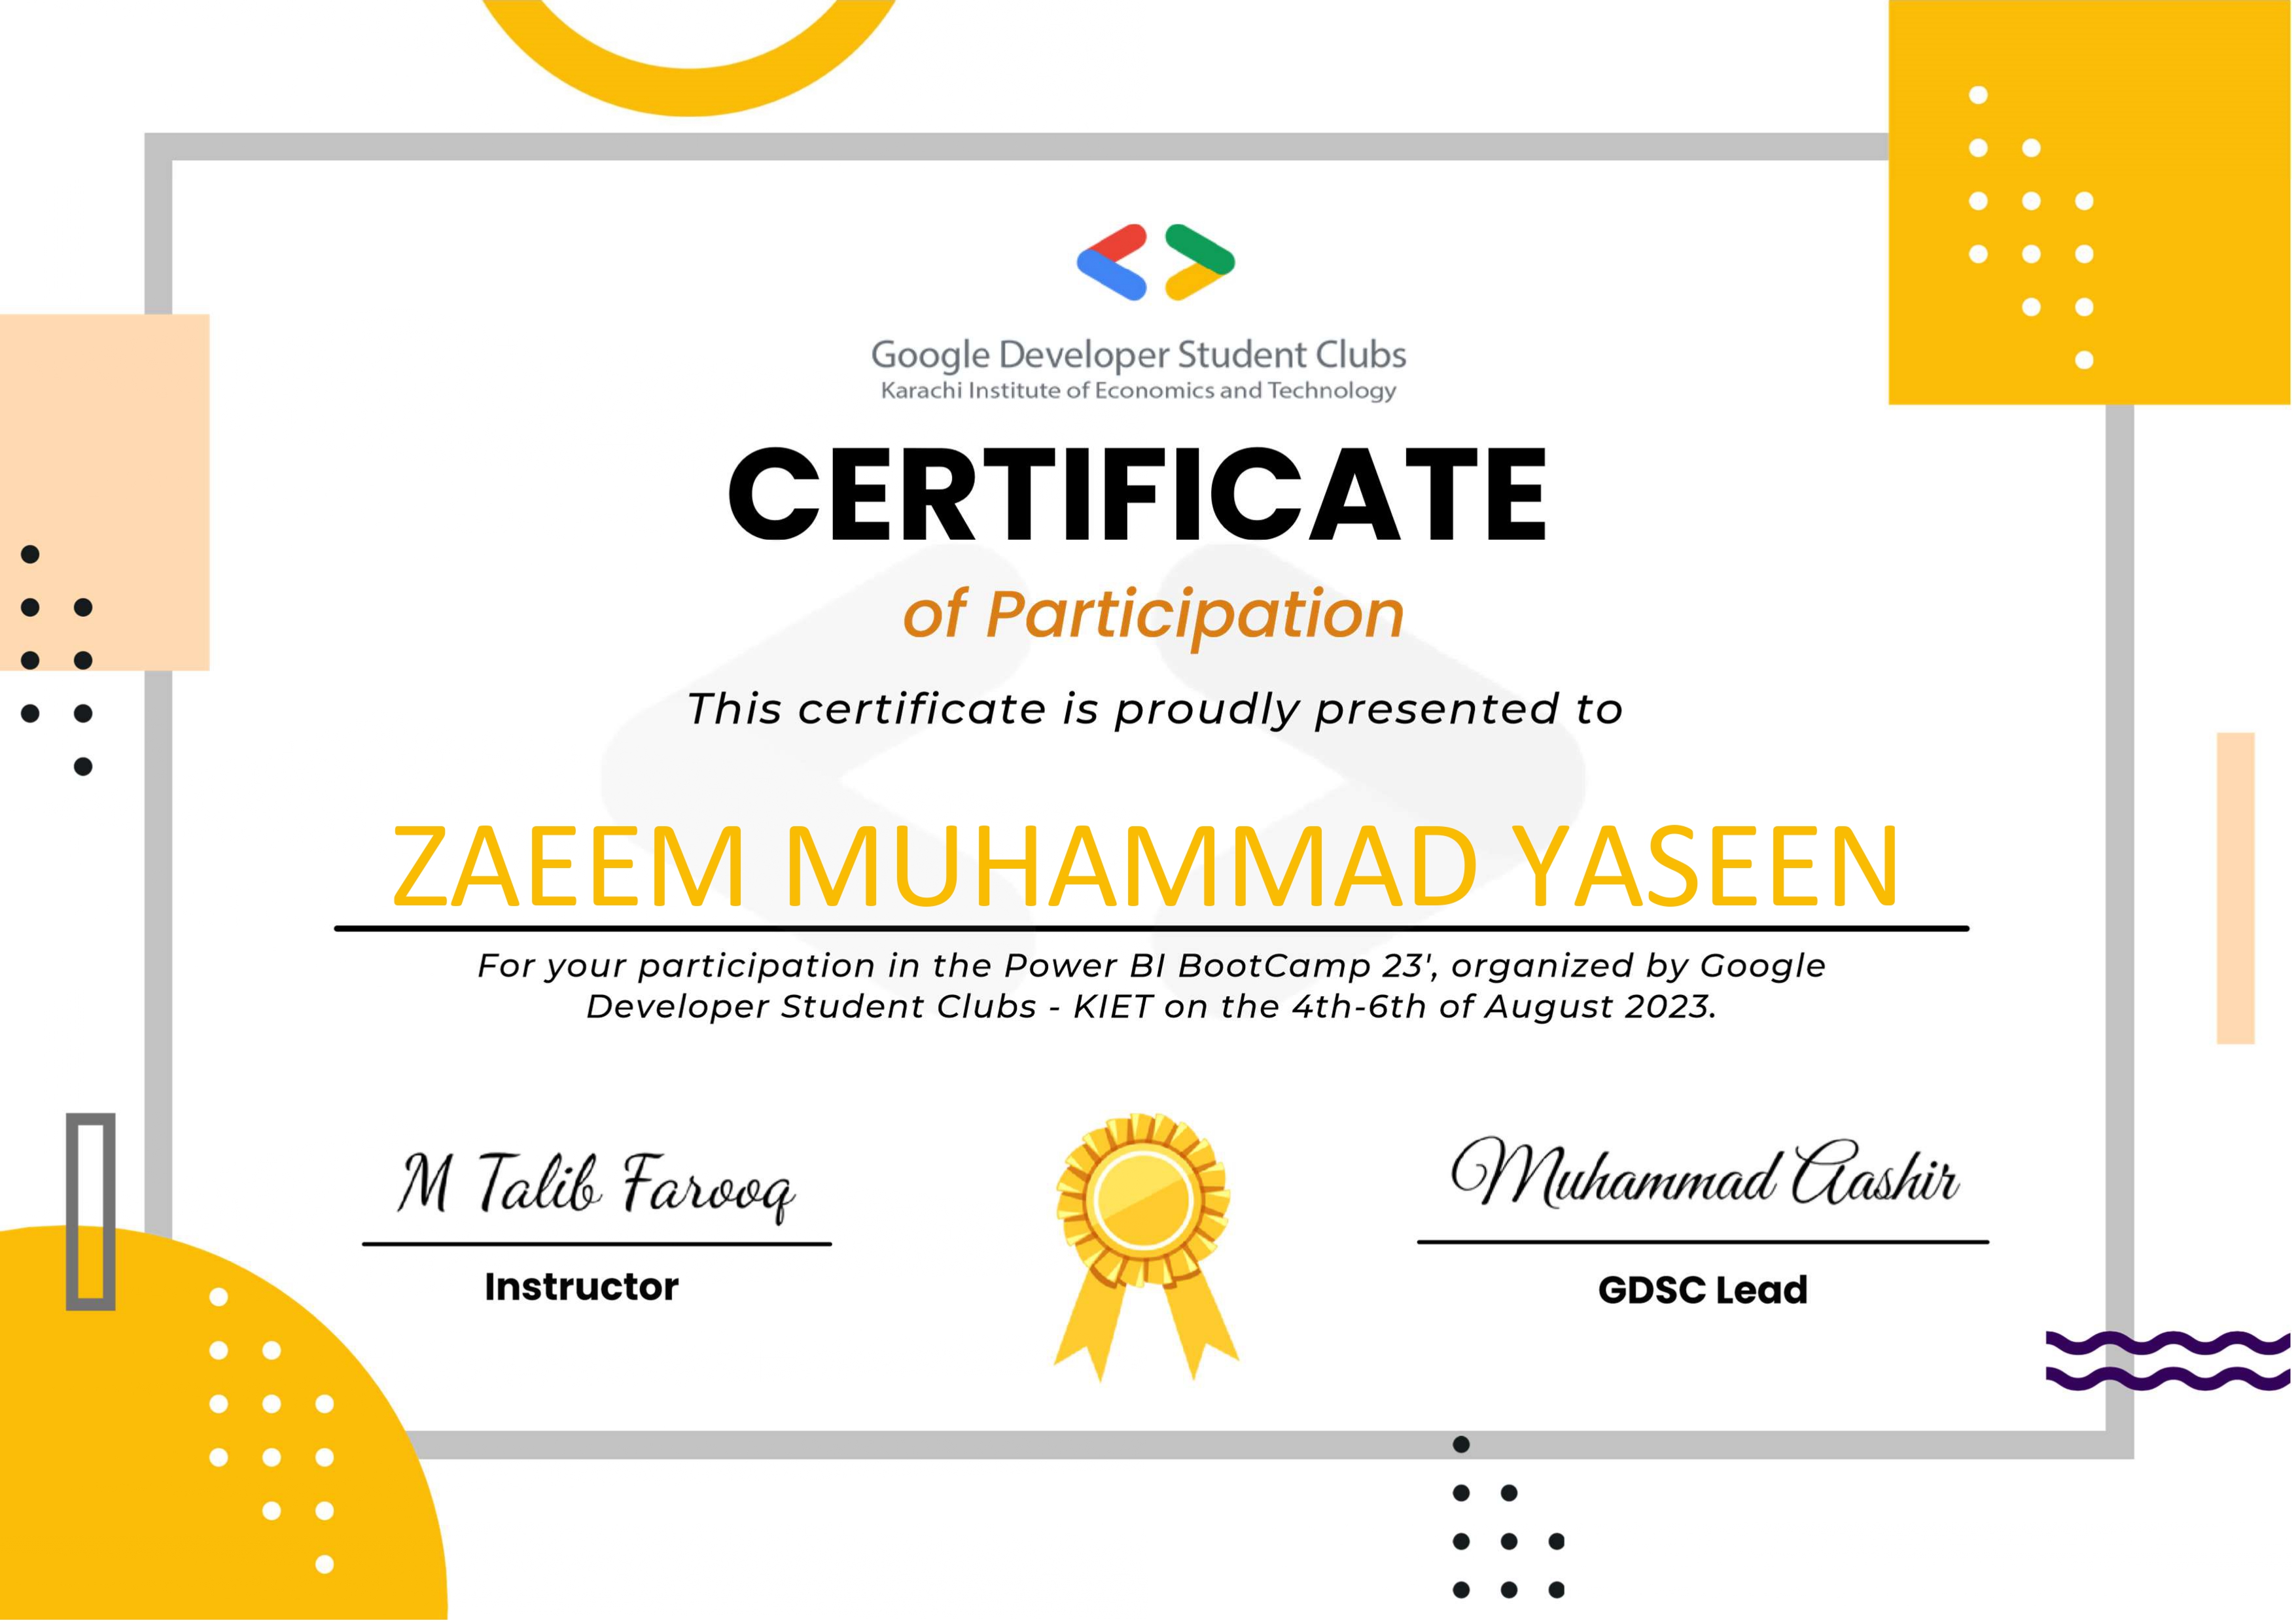 Google Developer Student Clubs
Karachi Institute of Economics and Technology
CERTIFICATE
of Participation
This certificate is proudly presented to
ZAEEM MUHAMMAD YASEEN
For your participation in the Power BI BootCamp 23', organized by Google
Developer Student Clubs - KIET on the 4th-6th of August 2023.
M Talib Farooq
Instructor
Muhammad Aashir
GDSC Lead